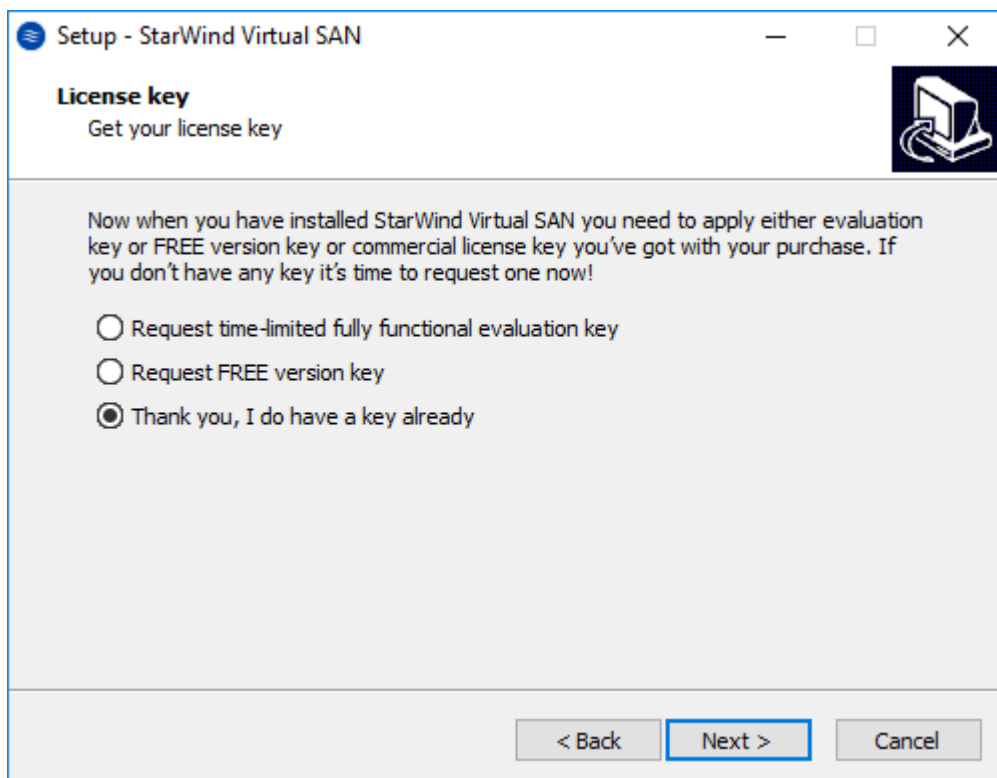 Setup - StarWind Virtual SAN
License key
Get your license key
Now when you have installed StarWind Virtual SAN you need to apply either evaluation
key or FREE version key or commercial license key you’ve got with your purchase. If
you don’t have any key it’s time to request one now!
Request time-limited fully functional evaluation key
Request FREE version key
Thank you, I do have a key already
< Back
Next >
Cancel